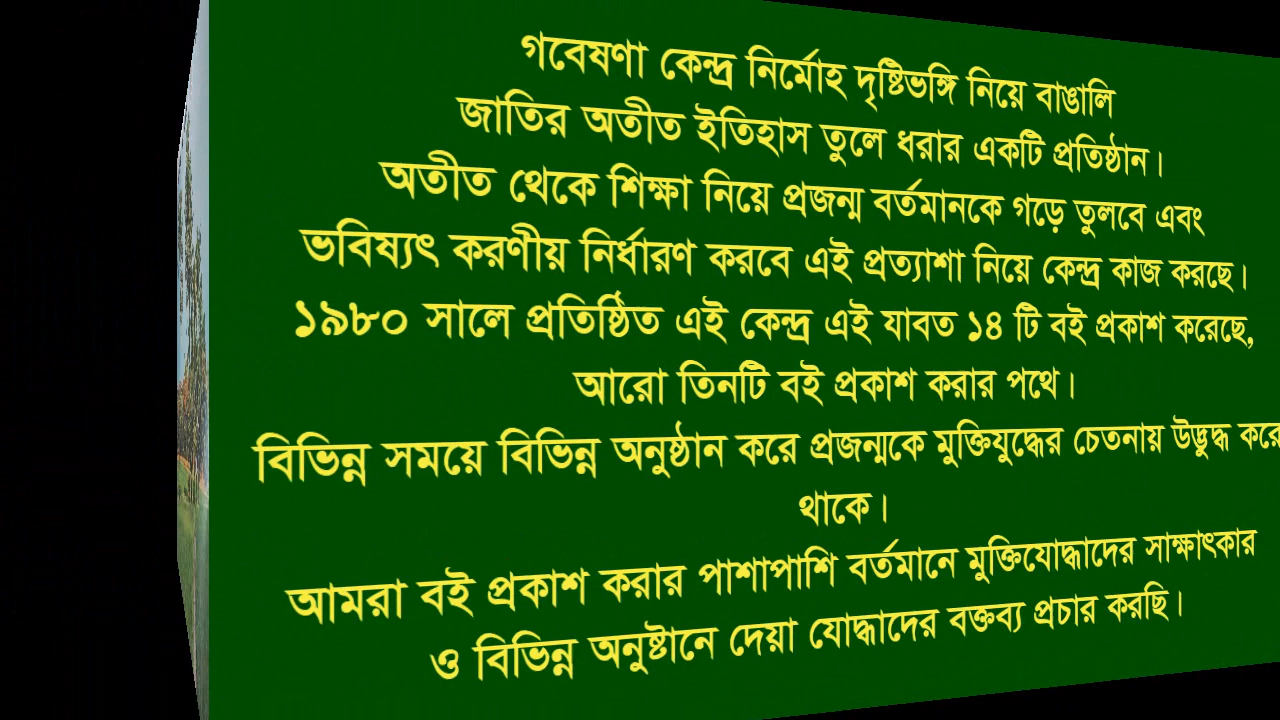 গবেষণা কেন্দ্র নির্মোহ দৃষ্টিভঙ্গি নিয়ে বাঙালি
জাতির অতীত ইতিহাস তুলে ধরার একটি প্রতিষ্ঠান।
অতীত থেকে শিক্ষা নিয়ে প্রজন্ম বর্তমানকে গড়ে তুলবে এবং
ভবিষ্যৎ করণীয় নির্ধারণ করবে এই প্রত্যাশা নিয়ে কেন্দ্র কাজ করছে।
১৯৮০ সালে প্রতিষ্ঠিত এই কেন্দ্র এই যাবত ১৪ টি বই প্রকাশ করেছে,
আরো তিনটি বই প্রকাশ করার পথে।
বিভিন্ন সময়ে বিভিন্ন অনুষ্ঠান করে প্রজন্মকে মুক্তিযুদ্ধের চেতনায় উদ্ভুদ্ধ করে
থাকে।
আমরা বই প্রকাশ করার পাশাপাশি বর্তমানে মুক্তিযোদ্ধাদের সাক্ষাৎকার
ও বিভিন্ন অনুষ্টানে দেয়া যোদ্ধাদের বক্তব্য প্রচার করছি।